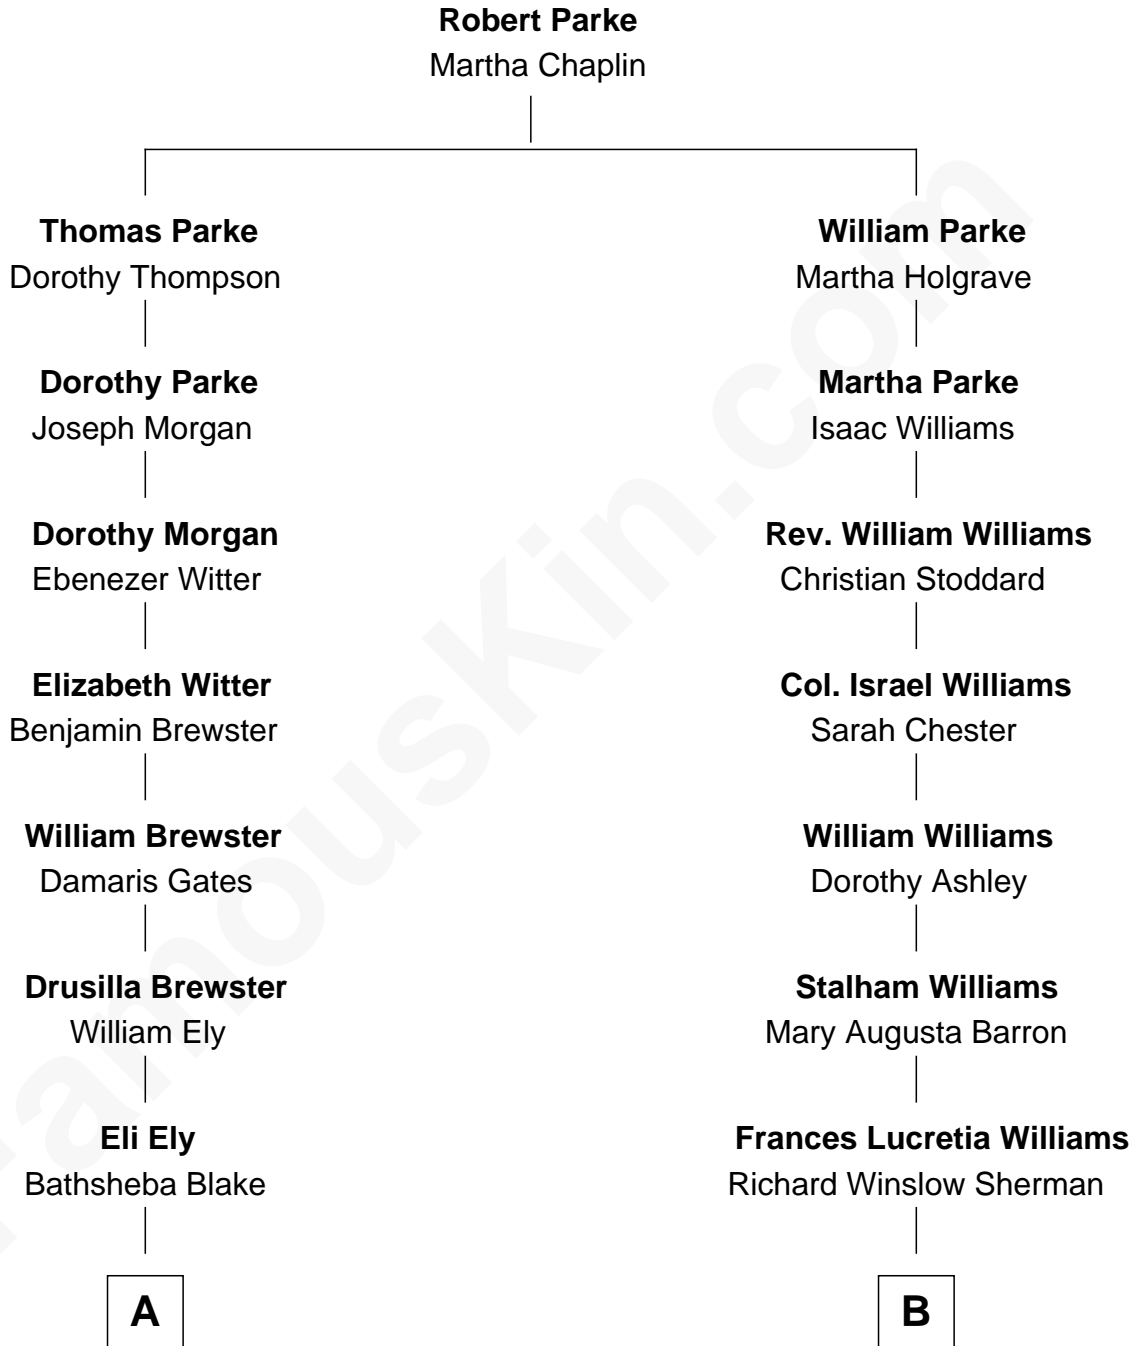 Robert Parke
Martha Chaplin
Thomas Parke
Dorothy Thompson
William Parke
Martha Holgrave
Dorothy Parke
Joseph Morgan
Martha Parke
Isaac Williams
Dorothy Morgan
Ebenezer Witter
Rev. William Williams
Christian Stoddard
Elizabeth Witter
Benjamin Brewster
Col. Israel Williams
Sarah Chester
William Brewster
Damaris Gates
William Williams
Dorothy Ashley
Drusilla Brewster
William Ely
Stalham Williams
Mary Augusta Barron
Eli Ely
Bathsheba Blake
Frances Lucretia Williams
Richard Winslow Sherman
A
B
FamousKin.com